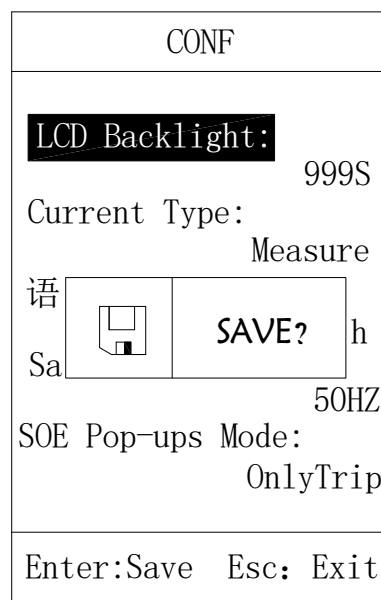 CONF
LCD Backlight:
999S
Current Type:
Measure
语
SAVE?
h
Sa
50HZ
SOE Pop-ups Mode:
OnlyTrip
Enter:Save Esc：Exit